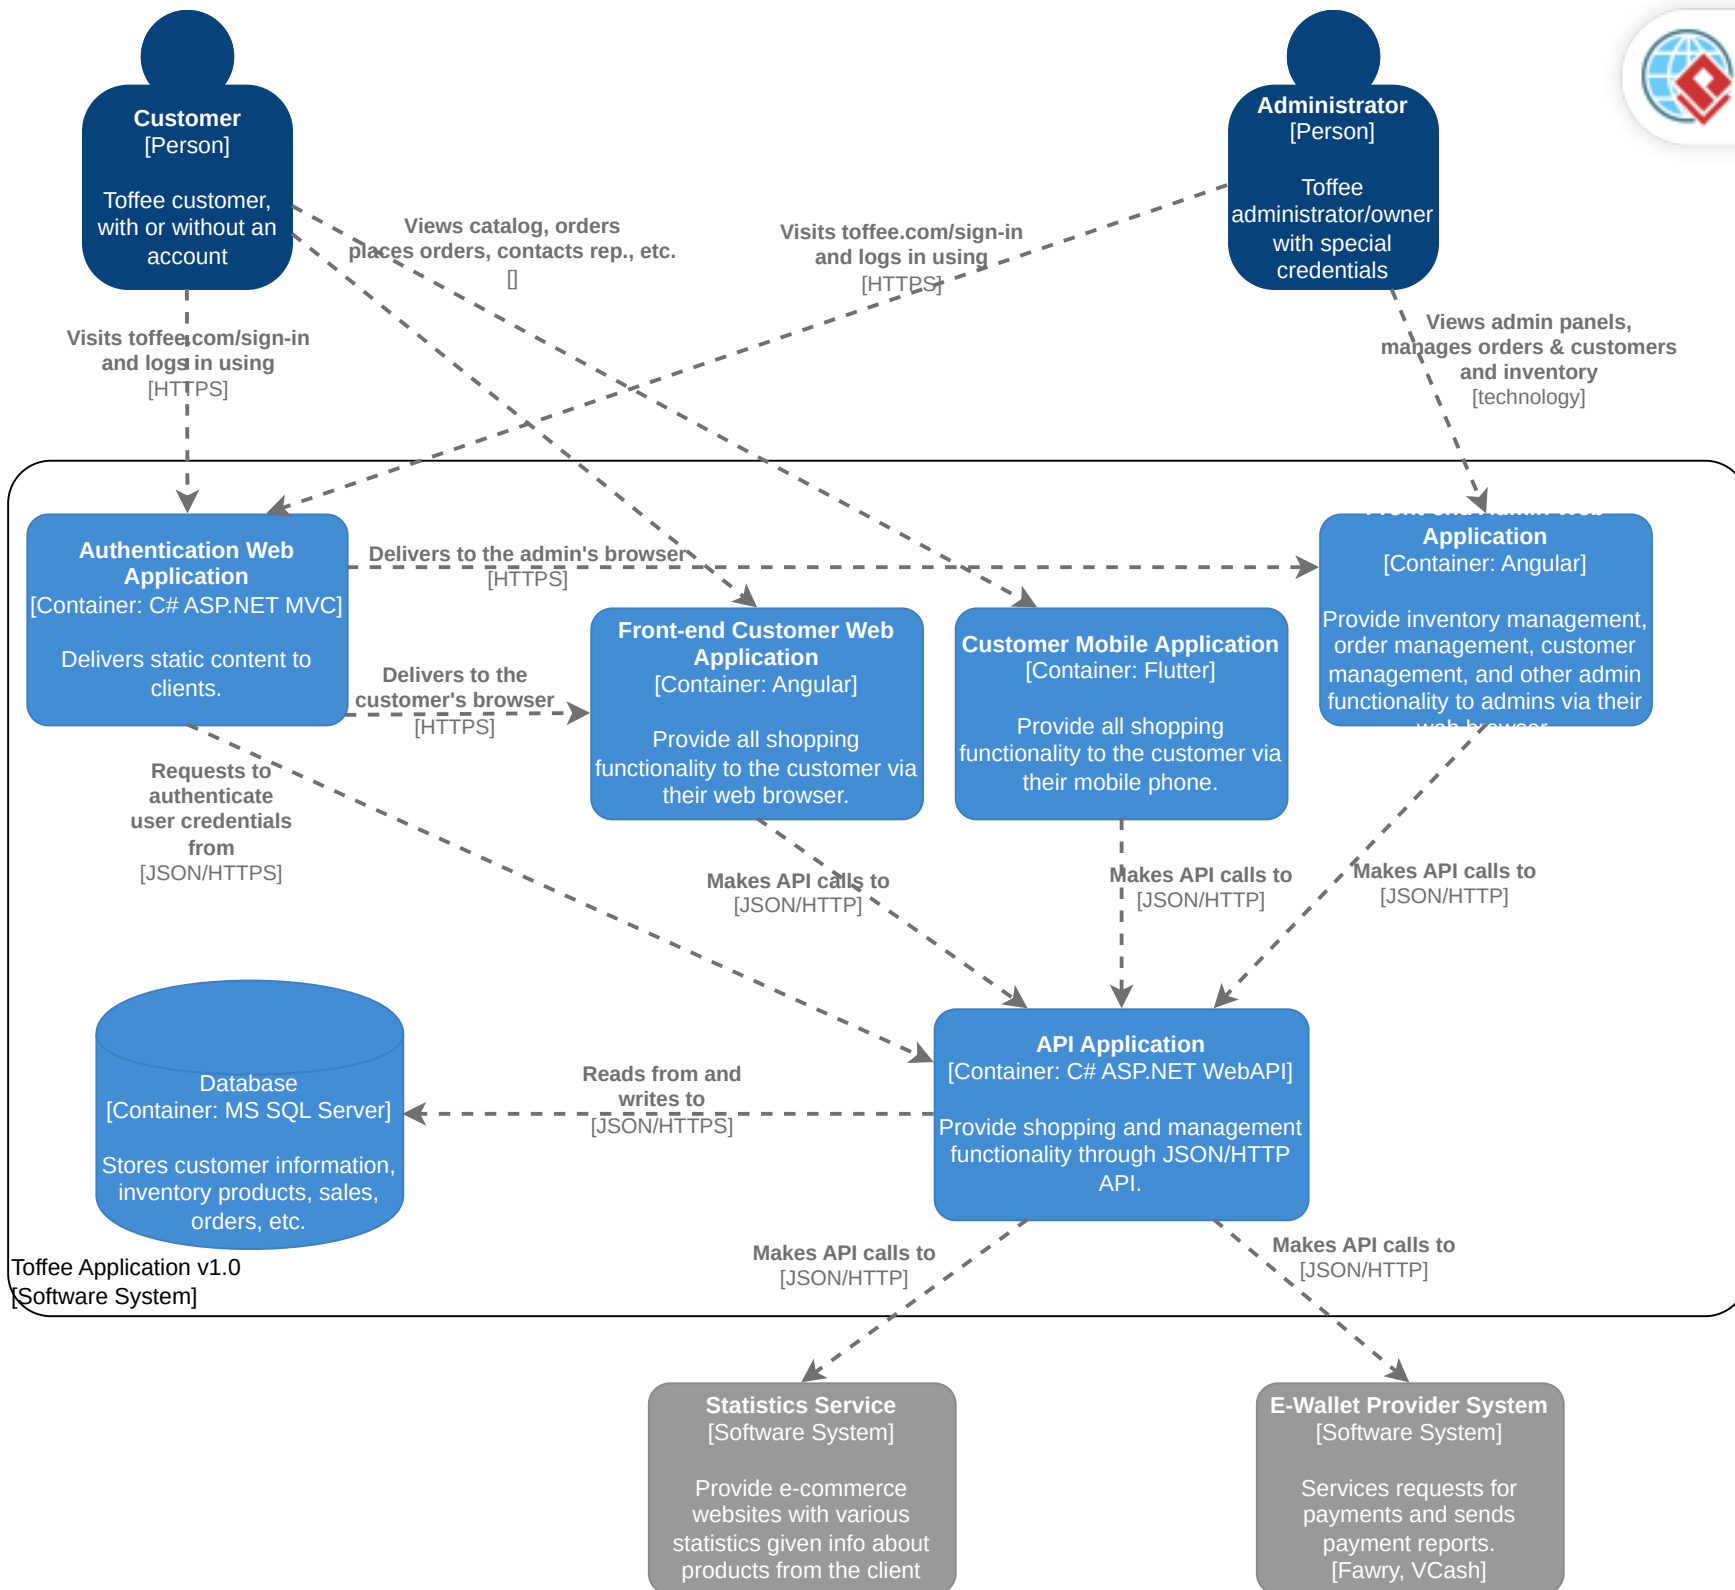 Customer
[Person]
Toffee customer,
with or without an
account
Administrator
[Person]
Toffee
administrator/owner
with special
credentials
Views catalog, orders
places orders, contacts rep., etc.
[]
Visits toffee.com/sign-in
and logs in using
[HTTPS]
Visits toffee.com/sign-in
and logs in using
[HTTPS]
Views admin panels,
manages orders & customers
and inventory
[technology]
Authentication Web
Application
[Container: C# ASP.NET MVC]
Delivers static content to
clients.
Delivers to the admin's browser
[HTTPS]
Delivers to the
customer's browser
[HTTPS]
Front-end Customer Web
Application
[Container: Angular]
Provide all shopping
functionality to the customer via
their web browser.
Customer Mobile Application
[Container: Flutter]
Provide all shopping
functionality to the customer via
their mobile phone.
Front-end Admin Web
Application
[Container: Angular]
Provide inventory management,
order management, customer
management, and other admin
functionality to admins via their
web browser
Requests to
authenticate
user credentials
from
[JSON/HTTPS]
Makes API calls to
[JSON/HTTP]
Makes API calls to
[JSON/HTTP]
Makes API calls to
[JSON/HTTP]
Database
[Container: MS SQL Server]
Stores customer information,
inventory products, sales,
orders, etc.
Reads from and
writes to
[JSON/HTTPS]
API Application
[Container: C# ASP.NET WebAPI]
Provide shopping and management
functionality through JSON/HTTP
API.
Toffee Application v1.0
[Software System]
Makes API calls to
[JSON/HTTP]
Makes API calls to
[JSON/HTTP]
Statistics Service
[Software System]
Provide e-commerce
websites with various
statistics given info about
products from the client
E-Wallet Provider System
[Software System]
Services requests for
payments and sends
payment reports.
[Fawry, VCash]